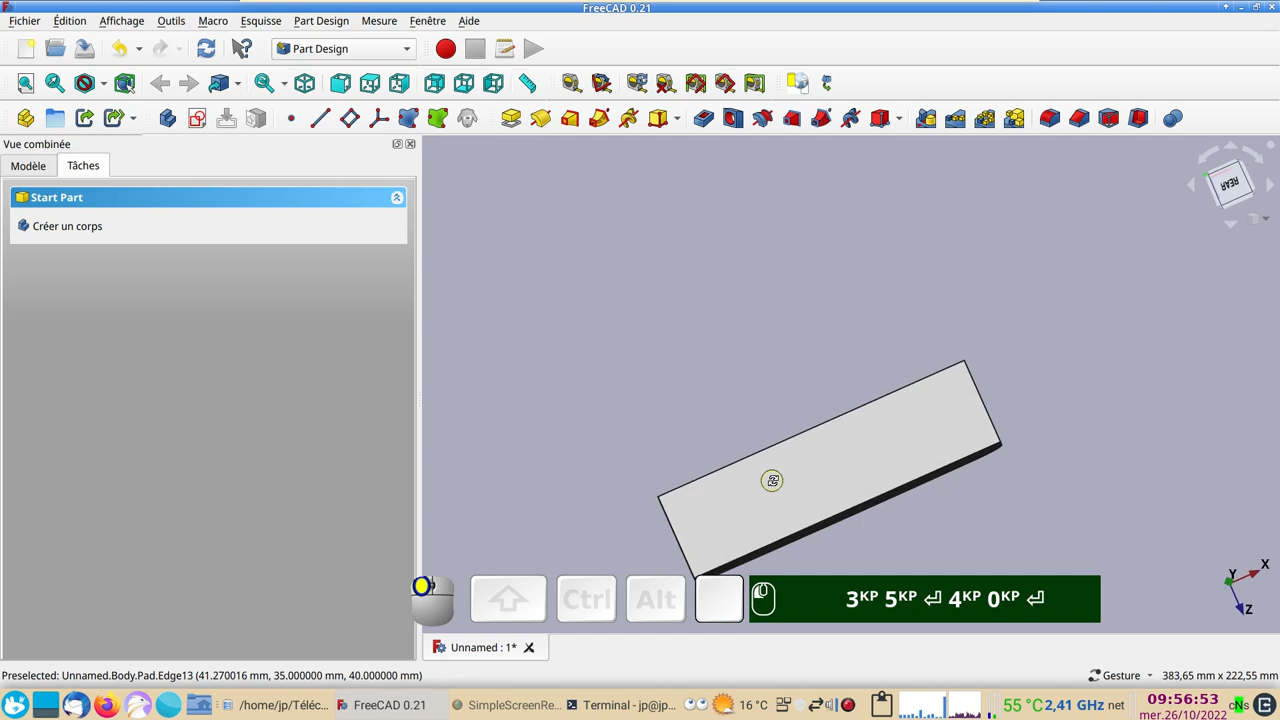 FreeCAD 0.21
Fichier Édition Affichage Outils Macro Esquisse Part Design Mesure Fenêtre Aide
Part Design
Vue combinée
Modèle Tâches
Start Part
Créer un corps
REAR
X
Y
Z
Ctrl Alt 3KP 5KP ⏎ 4KP 0KP ⏎
Unnamed : 1*
Preselected: Unnamed.Body.Pad.Edge13 (41.270016 mm, 35.000000 mm, 40.000000 mm) Gesture 383,65 mm x 222,55 mm
/home/jp/Téléc... FreeCAD 0.21 SimpleScreenRe... Terminal - jp@jp... 16 °C 55 °C 2,41 GHz net 09:56:53 cNs
mer.26/10/2022